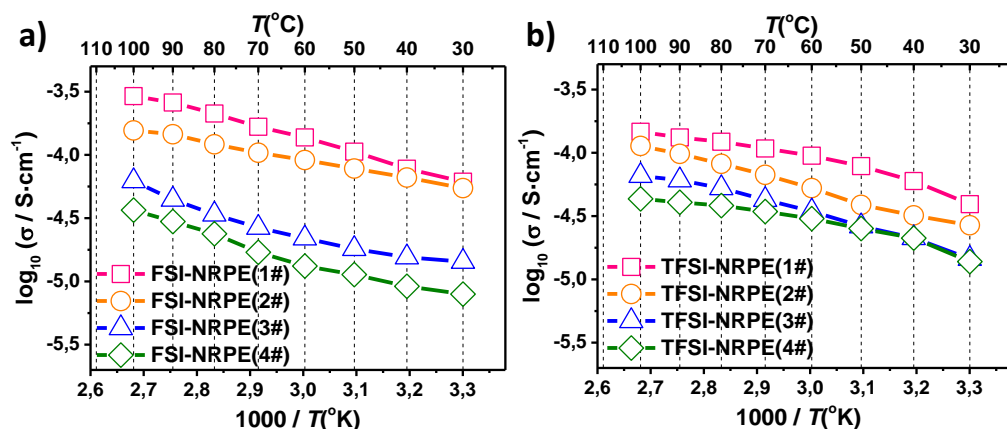 a)
T(°C)
110 100 90 80 70 60 50 40 30
-3,5
-4,0
-4,5
-5,0
-5,5
log10 (σ / S·cm-1)
FSI-NRPE(1#)
FSI-NRPE(2#)
FSI-NRPE(3#)
FSI-NRPE(4#)
2,6 2,7 2,8 2,9 3,0 3,1 3,2 3,3
1000 / T(°K)
b)
T(°C)
110 100 90 80 70 60 50 40 30
-3,5
-4,0
-4,5
-5,0
-5,5
log10 (σ / S·cm-1)
TFSI-NRPE(1#)
TFSI-NRPE(2#)
TFSI-NRPE(3#)
TFSI-NRPE(4#)
2,6 2,7 2,8 2,9 3,0 3,1 3,2 3,3
1000 / T(°K)